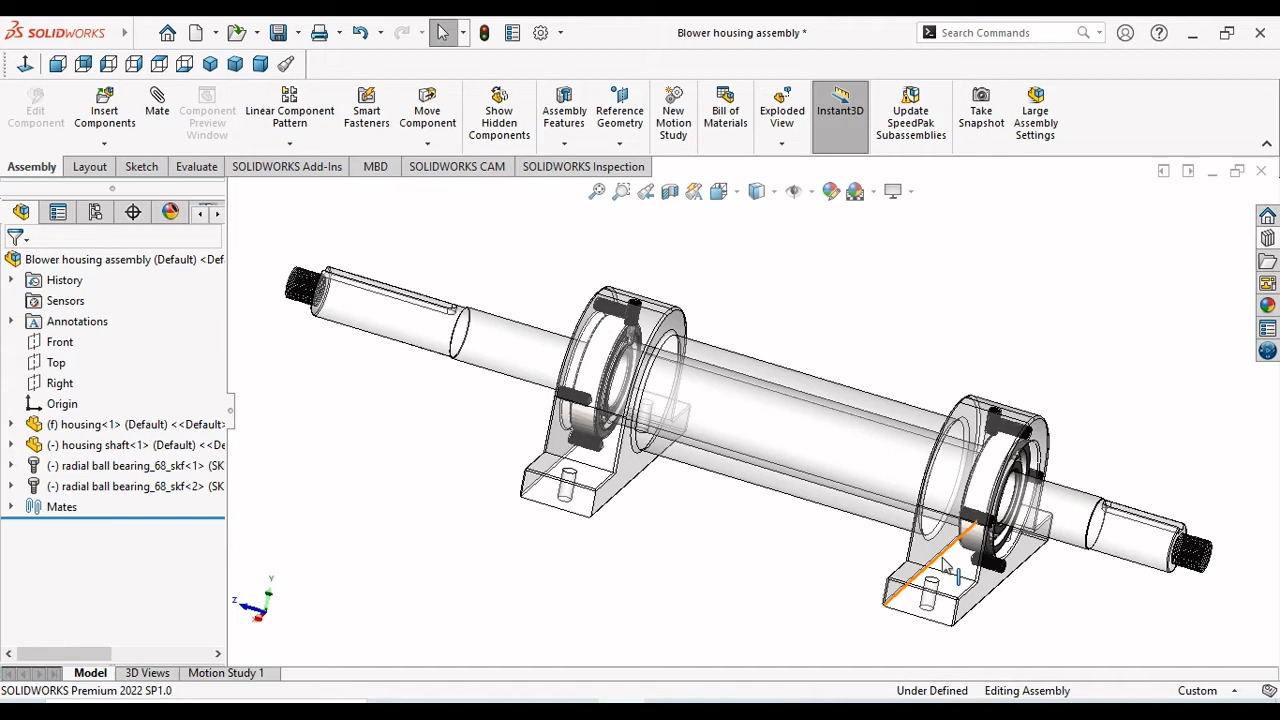 SOLIDWORKS
Blower housing assembly *
Search Commands
Edit Component
Insert Components
Mate
Component Preview Window
Linear Component Pattern
Smart Fasteners
Move Component
Show Hidden Components
Assembly Features
Reference Geometry
New Motion Study
Bill of Materials
Exploded View
Instant3D
Update SpeedPak Subassemblies
Take Snapshot
Large Assembly Settings
Assembly
Layout
Sketch
Evaluate
SOLIDWORKS Add-Ins
MBD
SOLIDWORKS CAM
SOLIDWORKS Inspection
Blower housing assembly (Default) <Def
History
Sensors
Annotations
Front
Top
Right
Origin
(f) housing<1> (Default) <<Default>
(-) housing shaft<1> (Default) <<De
(-) radial ball bearing_68_skf<1> (SK
(-) radial ball bearing_68_skf<2> (SK
Mates
Y
Z
X
Model
3D Views
Motion Study 1
SOLIDWORKS Premium 2022 SP1.0
Under Defined
Editing Assembly
Custom